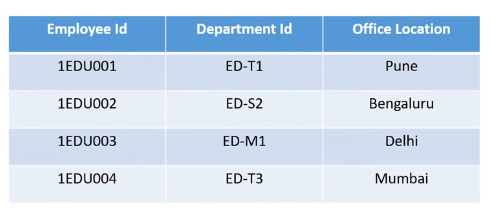 Employee Id Department Id Office Location
1EDU001 ED-T1 Pune
1EDU002 ED-S2 Bengaluru
1EDU003 ED-M1 Delhi
1EDU004 ED-T3 Mumbai